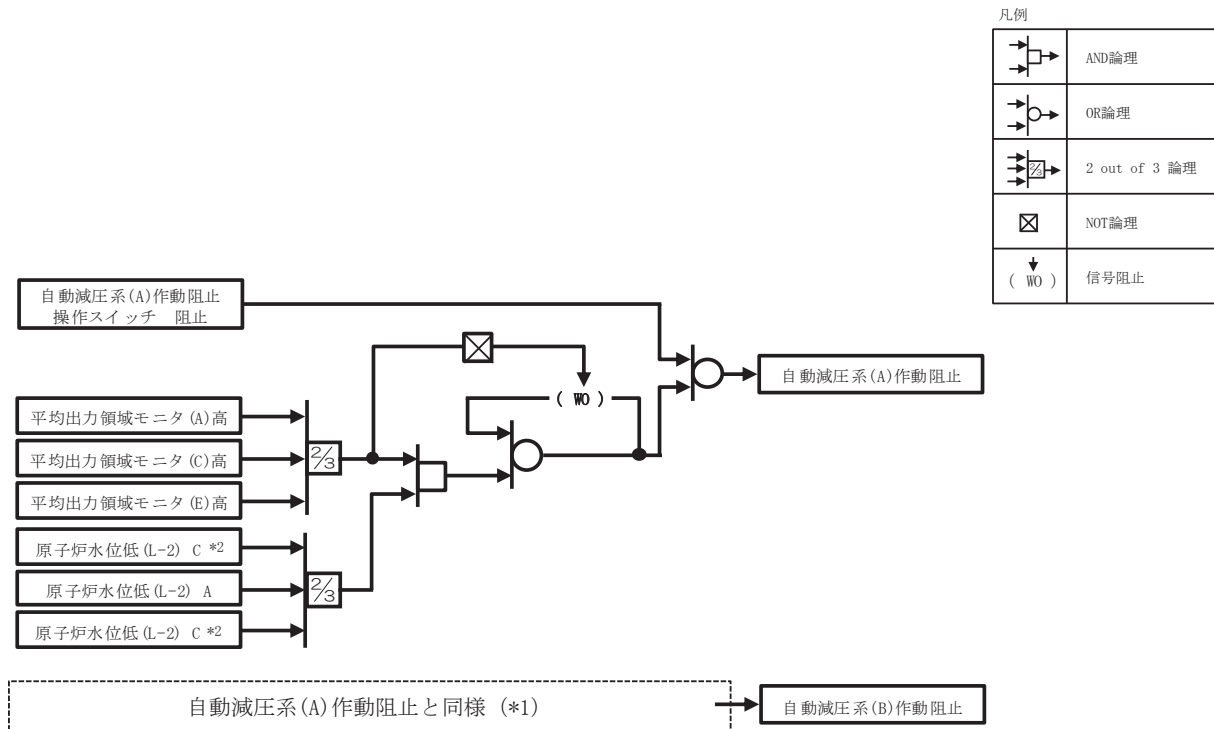 凡例
AND論理
OR論理
2/3
2 out of 3 論理
NOT論理
( WO )
信号阻止
自動減圧系(A)作動阻止
操作スイッチ 阻止
自動減圧系(A)作動阻止
( WO )
平均出力領域モニタ(A)高
平均出力領域モニタ(C)高
2/3
平均出力領域モニタ(E)高
原子炉水位低(L-2) C *2
原子炉水位低(L-2) A
2/3
原子炉水位低(L-2) C *2
自動減圧系(A)作動阻止と同様 (*1)
自動減圧系(B)作動阻止